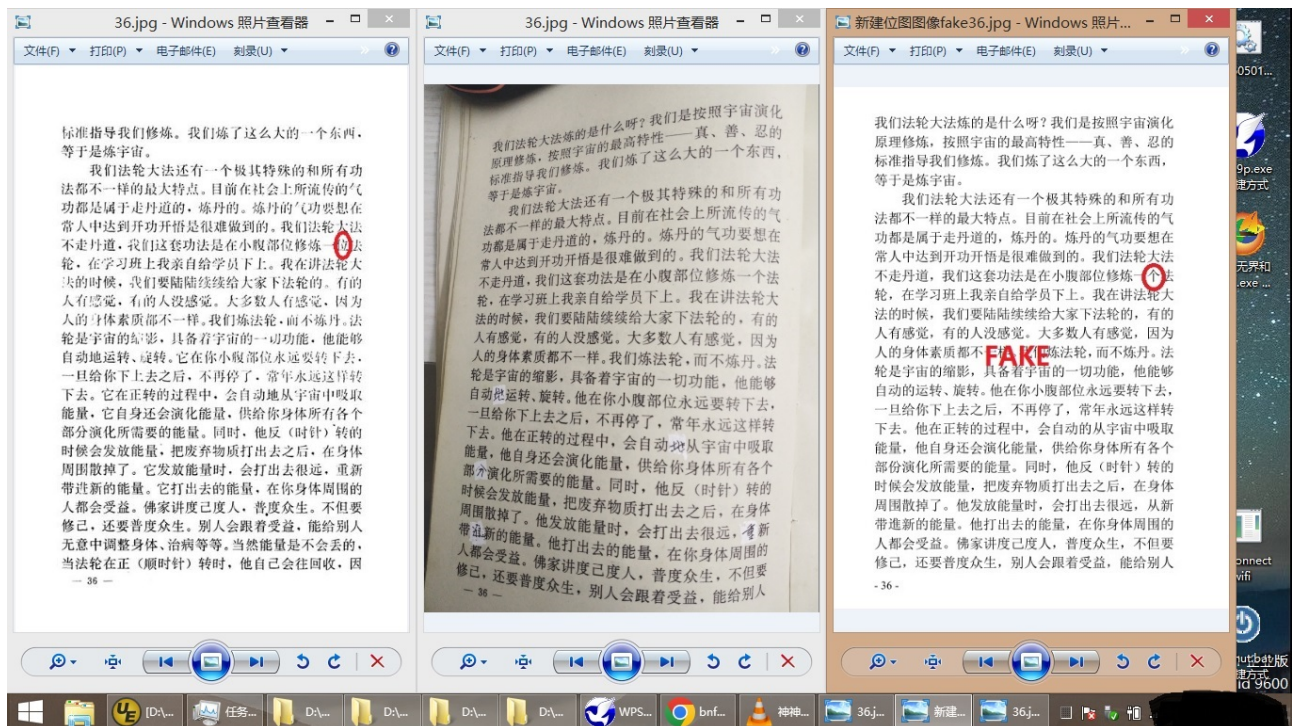 36.jpg - Windows 照片查看器
文件(F) 打印(P) 电子邮件(E) 刻录(U)
标准指导我们修炼。我们炼了这么大的一个东西，
等于是炼宇宙。
我们法轮大法还有一个极其特殊的和所有功
法都不一样的最大特点。目前在社会上所流传的气
功都是属于走丹道的，炼丹的。炼丹的气功要想在
常人中达到开功开悟是很难做到的。我们法轮大法
不走丹道，我们这套功法是在小腹部位修炼一位法
轮，在学习班上我亲自给学员下上。我在讲法轮大
法的时候，我们要陆陆续续给大家下法轮的。有的
人有感觉，有的人没感觉。大多数人有感觉，因为
人的身体素质都不一样。我们炼法轮，而不炼丹。法
轮是宇宙的缩影，具备着宇宙的一切功能，他能够
自动地运转、旋转。它在你小腹部位永远要转下去，
一旦给你下上去之后，不再停了，常年永远这样转
下去。它在正转的过程中，会自动地从宇宙中吸取
能量，它自身还会演化能量，供给你身体所有各个
部分演化所需要的能量。同时，他反（时针）转的
时候会发放能量，把废弃物质打出去之后，在身体
周围散掉了。它发放能量时，会打出去很远，重新
带进新的能量。它打出去的能量，在你身体周围的
人都会受益。佛家讲度己度人，普度众生。不但要
修己，还要普度众生。别人会跟着受益，能给别人
无意中调整身体、治病等等。当然能量是不会丢的，
当法轮在正（顺时针）转时，他自己会往回收，因
— 36 —
36.jpg - Windows 照片查看器
文件(F) 打印(P) 电子邮件(E) 刻录(U)
我们法轮大法炼的是什么呀？我们是按照宇宙演化
原理修炼，按照宇宙的最高特性——真、善、忍的
标准指导我们修炼。我们炼了这么大的一个东西，
等于是炼宇宙。
我们法轮大法还有一个极其特殊的和所有功
法都不一样的最大特点。目前在社会上所流传的气
功都是属于走丹道的，炼丹的。炼丹的气功要想在
常人中达到开功开悟是很难做到的。我们法轮大法
不走丹道，我们这套功法是在小腹部位修炼一个法
轮，在学习班上我亲自给学员下上。我在讲法轮大
法的时候，我们要陆陆续续给大家下法轮的，有的
人有感觉，有的人没感觉。大多数人有感觉，因为
人的身体素质都不一样。我们炼法轮，而不炼丹。法
轮是宇宙的缩影，具备着宇宙的一切功能，他能够
自动地运转、旋转。他在你小腹部位永远要转下去，
一旦给你下上去之后，不再停了，常年永远这样转
下去。他在正转的过程中，会自动地从宇宙中吸取
能量，他自身还会演化能量，供给你身体所有各个
部分演化所需要的能量。同时，他反（时针）转的
时候会发放能量，把废弃物质打出去之后，在身体
周围散掉了。他发放能量时，会打出去很远，重新
带进新的能量。他打出去的能量，在你身体周围的
人都会受益。佛家讲度己度人，普度众生，不但要
修己，还要普度众生，别人会跟着受益，能给别人
— 36 —
新建位图图像fake36.jpg - Windows 照片...
文件(F) 打印(P) 电子邮件(E) 刻录(U)
我们法轮大法炼的是什么呀？我们是按照宇宙演化
原理修炼，按照宇宙的最高特性——真、善、忍的
标准指导我们修炼。我们炼了这么大的一个东西，
等于是炼宇宙。
我们法轮大法还有一个极其特殊的和所有功
法都不一样的最大特点。目前在社会上所流传的气
功都是属于走丹道的，炼丹的。炼丹的气功要想在
常人中达到开功开悟是很难做到的。我们法轮大法
不走丹道，我们这套功法是在小腹部位修炼一个法
轮，在学习班上我亲自给学员下上。我在讲法轮大
法的时候，我们要陆陆续续给大家下法轮的，有的
人有感觉，有的人没感觉。大多数人有感觉，因为
人的身体素质都不 FAKE 炼法轮，而不炼丹。法
轮是宇宙的缩影，具备着宇宙的一切功能，他能够
自动的运转、旋转。他在你小腹部位永远要转下去，
一旦给你下上去之后，不再停了，常年永远这样转
下去。他在正转的过程中，会自动的从宇宙中吸取
能量，他自身还会演化能量，供给你身体所有各个
部份演化所需要的能量。同时，他反（时针）转的
时候会发放能量，把废弃物质打出去之后，在身体
周围散掉了。他发放能量时，会打出去很远，从新
带進新的能量。他打出去的能量，在你身体周围的
人都会受益。佛家讲度己度人，普度众生，不但要
修己，还要普度众生，别人会跟着受益，能给别人
- 36 -
0501...
9p.exe
捷方式
无界和
.exe ...
onnect
wifi
企业版
ld 9600
[D:\...
任务...
D:\...
D:\...
D:\...
D:\...
WPS...
bnf...
神神...
36.j...
新建...
36.j...